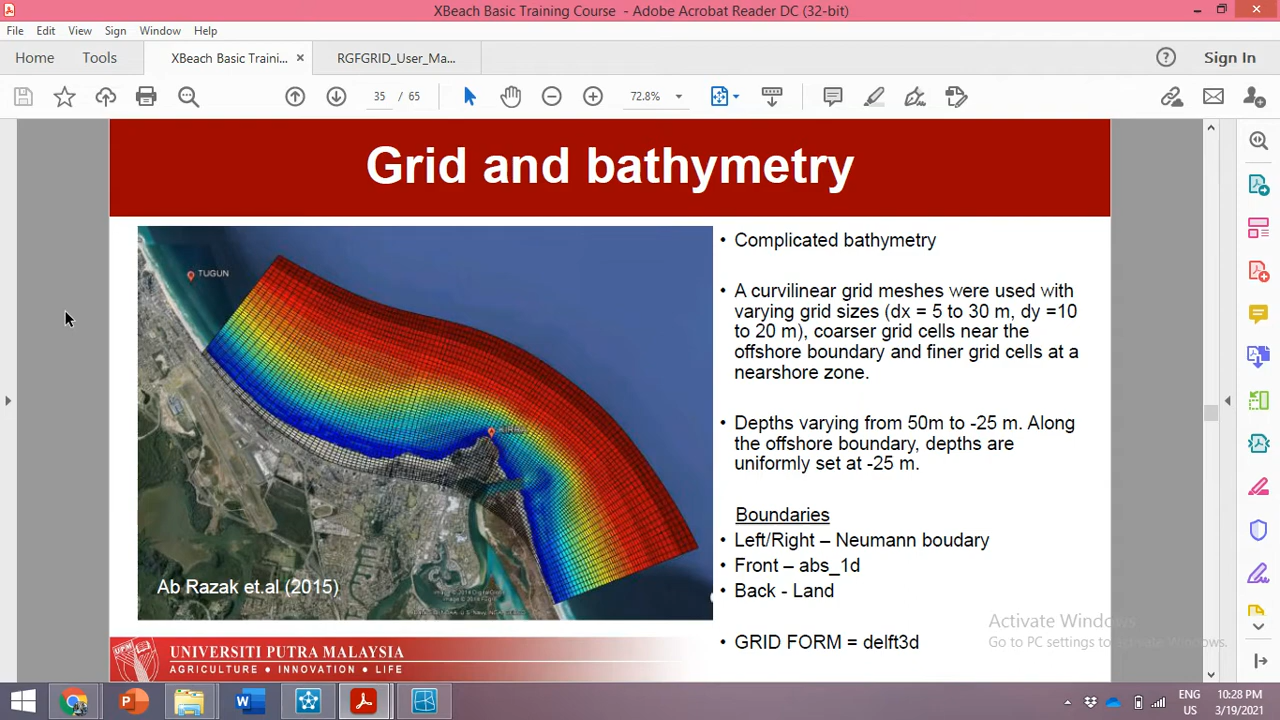 XBeach Basic Training Course - Adobe Acrobat Reader DC (32-bit)
File Edit View Sign Window Help
Home Tools XBeach Basic Traini... × RGFGRID_User_Ma... Sign In
35 / 65 72.8%
Grid and bathymetry
TUGUN
Ab Razak et.al (2015)
• Complicated bathymetry
• A curvilinear grid meshes were used with
varying grid sizes (dx = 5 to 30 m, dy =10
to 20 m), coarser grid cells near the
offshore boundary and finer grid cells at a
nearshore zone.
• Depths varying from 50m to -25 m. Along
the offshore boundary, depths are
uniformly set at -25 m.
Boundaries
• Left/Right – Neumann boudary
• Front – abs_1d
• Back - Land
• GRID FORM = delft3d
Activate Windows
Go to PC settings to activate Windows.
UPM
UNIVERSITI PUTRA MALAYSIA
AGRICULTURE • INNOVATION • LIFE
ENG
US
10:28 PM
3/19/2021